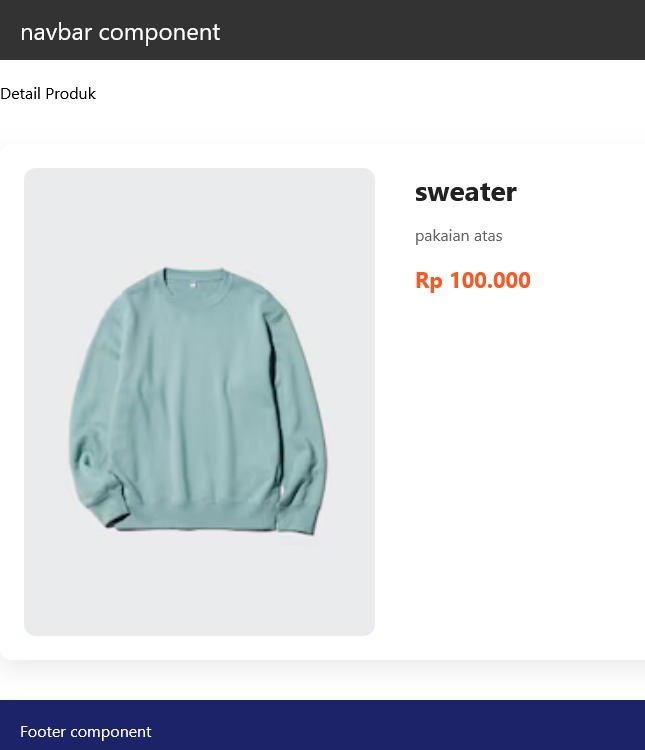 navbar component
Detail Produk
sweater
pakaian atas
Rp 100.000
Footer component